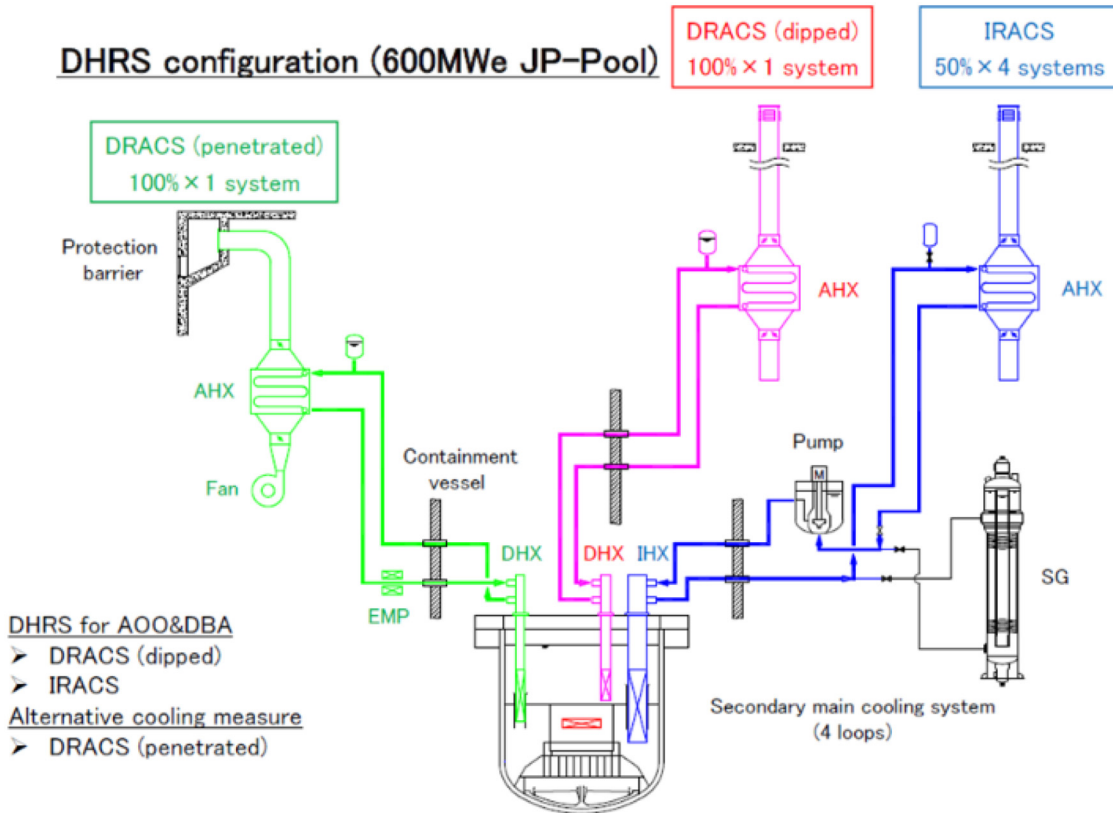 DHRS configuration (600MWe JP-Pool)
DRACS (dipped)
100% × 1 system
IRACS
50% × 4 systems
DRACS (penetrated)
100% × 1 system
Protection
barrier
AHX
Fan
Containment
vessel
EMP
DHX
DHX
IHX
AHX
AHX
Pump
M
SG
Secondary main cooling system
(4 loops)
DHRS for AOO&DBA
➢ DRACS (dipped)
➢ IRACS
Alternative cooling measure
➢ DRACS (penetrated)